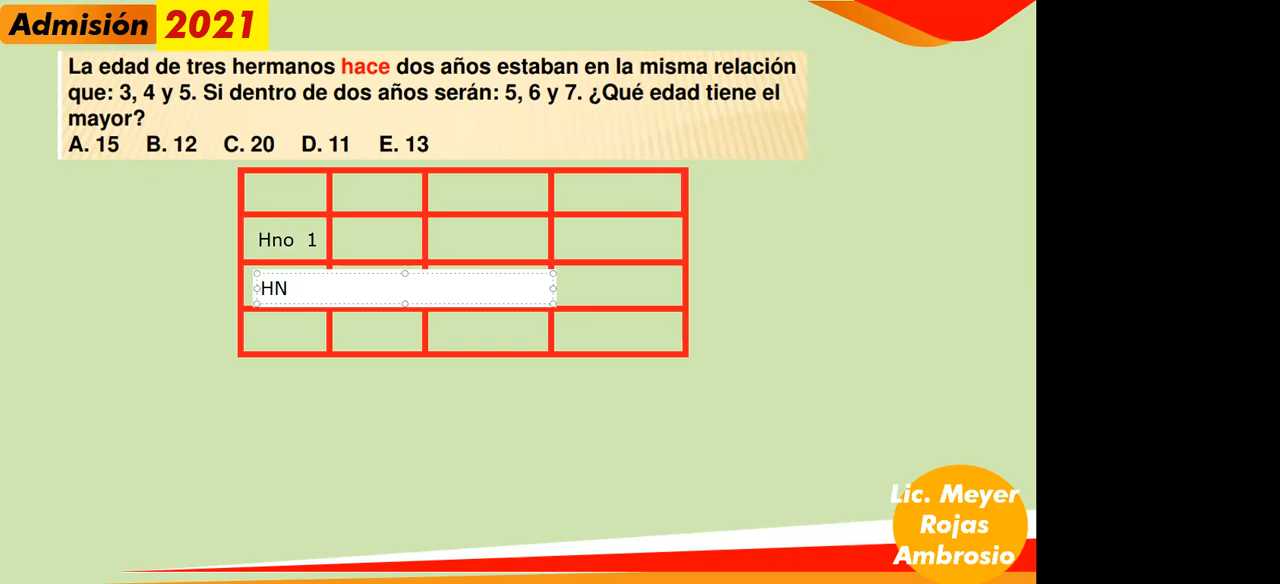 Admisión 2021
La edad de tres hermanos hace dos años estaban en la misma relación
que: 3, 4 y 5. Si dentro de dos años serán: 5, 6 y 7. ¿Qué edad tiene el
mayor?
A. 15 B. 12 C. 20 D. 11 E. 13
Hno 1
HN
Lic. Meyer
Rojas
Ambrosio